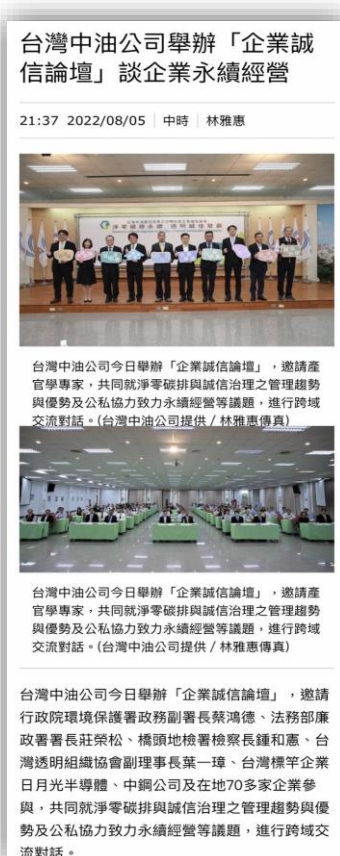 台灣中油公司舉辦「企業誠
信論壇」談企業永續經營
21:37 2022/08/05 | 中時 | 林雅惠
淨零碳排永續 透明誠信堅贏
台灣中油公司今日舉辦「企業誠信論壇」，邀請產
官學專家，共同就淨零碳排與誠信治理之管理趨勢
與優勢及公私協力致力永續經營等議題，進行跨域
交流對話。(台灣中油公司提供／林雅惠傳真)
台灣中油公司今日舉辦「企業誠信論壇」，邀請產
官學專家，共同就淨零碳排與誠信治理之管理趨勢
與優勢及公私協力致力永續經營等議題，進行跨域
交流對話。(台灣中油公司提供／林雅惠傳真)
台灣中油公司今日舉辦「企業誠信論壇」，邀請
行政院環境保護署政務副署長蔡鴻德、法務部廉
政署署長莊榮松、橋頭地檢署檢察長鍾和憲、台
灣透明組織協會副理事長葉一璋、台灣標竿企業
日月光半導體、中鋼公司及在地70多家企業參
與，共同就淨零碳排與誠信治理之管理趨勢與優
勢及公私協力致力永續經營等議題，進行跨域交
流對話。